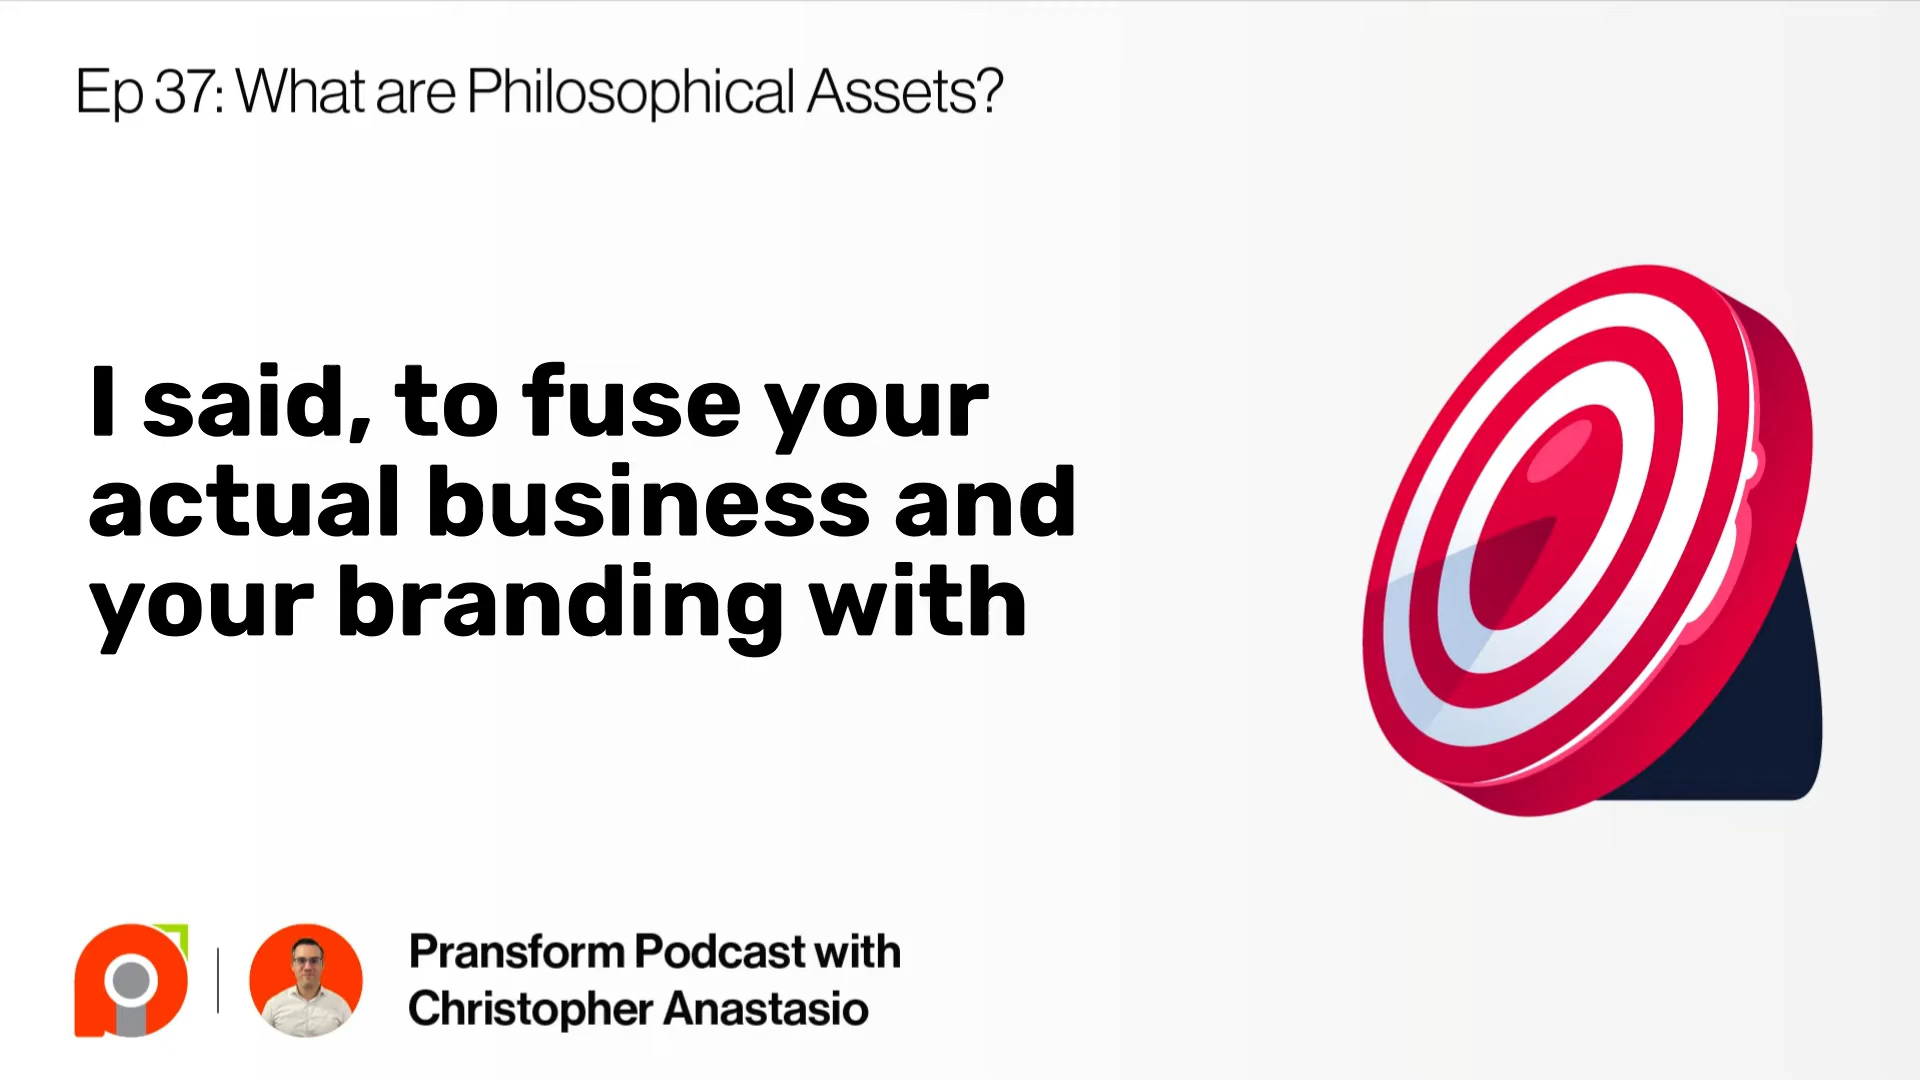 Ep 37: What are Philosophical Assets?
I said, to fuse your
actual business and
your branding with
Pransform Podcast with
Christopher Anastasio